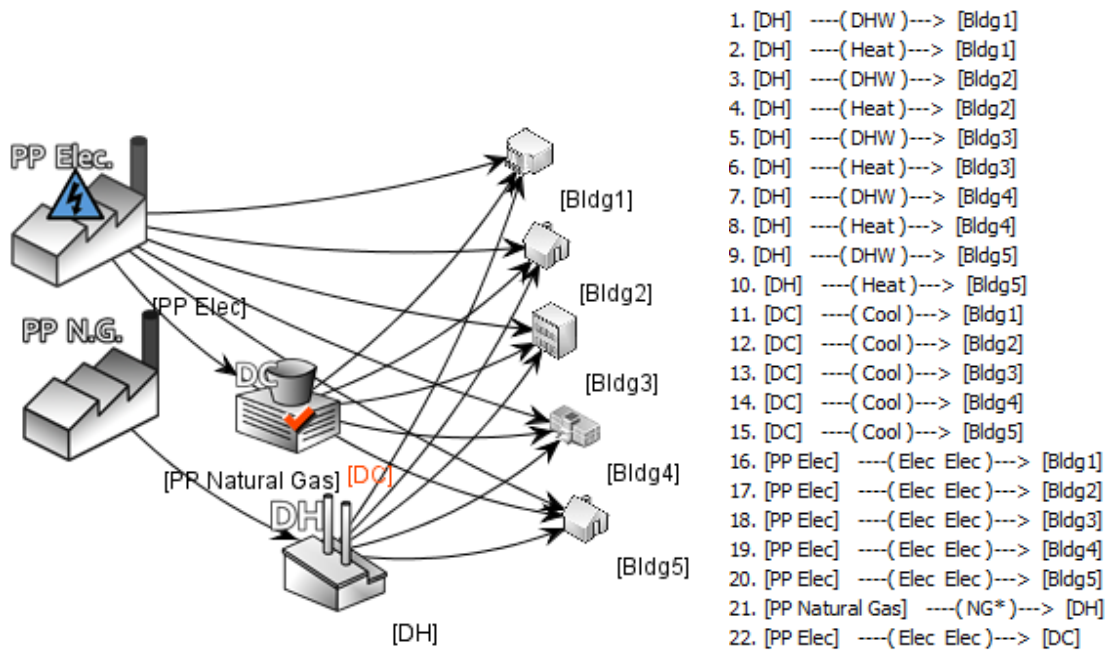 PP Elec.
[Bldg1]
[Bldg2]
[PP Elec]
PP N.G.
DC
[Bldg3]
[PP Natural Gas]
[DC]
[Bldg4]
DH
[Bldg5]
[DH]
1. [DH] ----( DHW )---> [Bldg1]
2. [DH] ----( Heat )---> [Bldg1]
3. [DH] ----( DHW )---> [Bldg2]
4. [DH] ----( Heat )---> [Bldg2]
5. [DH] ----( DHW )---> [Bldg3]
6. [DH] ----( Heat )---> [Bldg3]
7. [DH] ----( DHW )---> [Bldg4]
8. [DH] ----( Heat )---> [Bldg4]
9. [DH] ----( DHW )---> [Bldg5]
10. [DH] ----( Heat )---> [Bldg5]
11. [DC] ----( Cool )---> [Bldg1]
12. [DC] ----( Cool )---> [Bldg2]
13. [DC] ----( Cool )---> [Bldg3]
14. [DC] ----( Cool )---> [Bldg4]
15. [DC] ----( Cool )---> [Bldg5]
16. [PP Elec] ----( Elec Elec )---> [Bldg1]
17. [PP Elec] ----( Elec Elec )---> [Bldg2]
18. [PP Elec] ----( Elec Elec )---> [Bldg3]
19. [PP Elec] ----( Elec Elec )---> [Bldg4]
20. [PP Elec] ----( Elec Elec )---> [Bldg5]
21. [PP Natural Gas] ----( NG* )---> [DH]
22. [PP Elec] ----( Elec Elec )---> [DC]